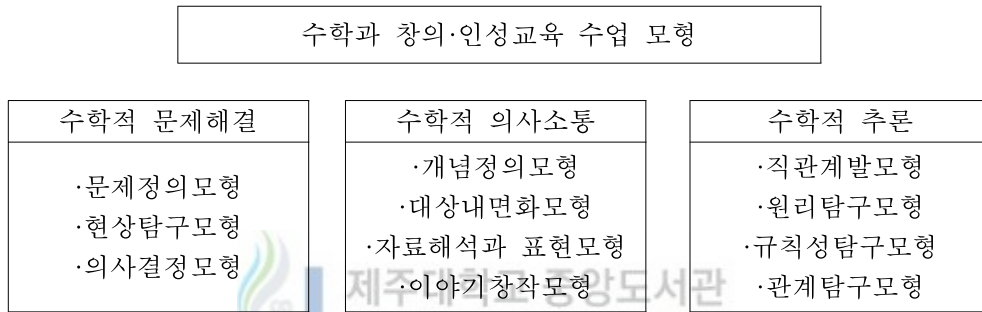 수학과 창의·인성교육 수업 모형
수학적 문제해결
·문제정의모형
·현상탐구모형
·의사결정모형
수학적 의사소통
·개념정의모형
·대상내면화모형
·자료해석과 표현모형
·이야기창작모형
수학적 추론
·직관계발모형
·원리탐구모형
·규칙성탐구모형
·관계탐구모형
제주대학교 중앙도서관